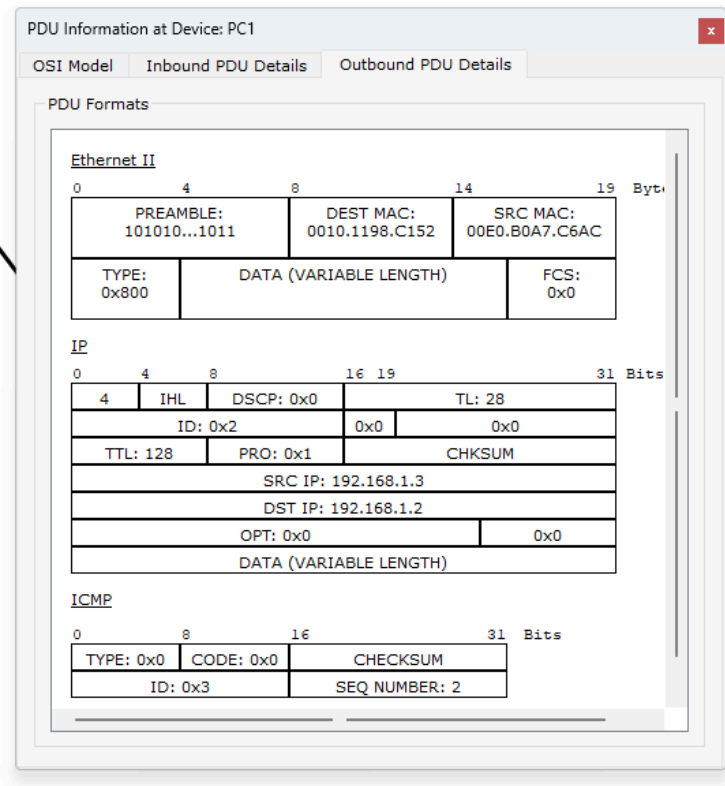 PDU Information at Device: PC1
x
OSI Model Inbound PDU Details Outbound PDU Details
PDU Formats
Ethernet II
0 4 8 14 19 Byte
PREAMBLE: DEST MAC: SRC MAC:
101010...1011 0010.1198.C152 00E0.B0A7.C6AC
TYPE: DATA (VARIABLE LENGTH) FCS:
0x800 0x0
IP
0 4 8 16 19 31 Bits
4 IHL DSCP: 0x0 TL: 28
ID: 0x2 0x0 0x0
TTL: 128 PRO: 0x1 CHKSUM
SRC IP: 192.168.1.3
DST IP: 192.168.1.2
OPT: 0x0 0x0
DATA (VARIABLE LENGTH)
ICMP
0 8 16 31 Bits
TYPE: 0x0 CODE: 0x0 CHECKSUM
ID: 0x3 SEQ NUMBER: 2